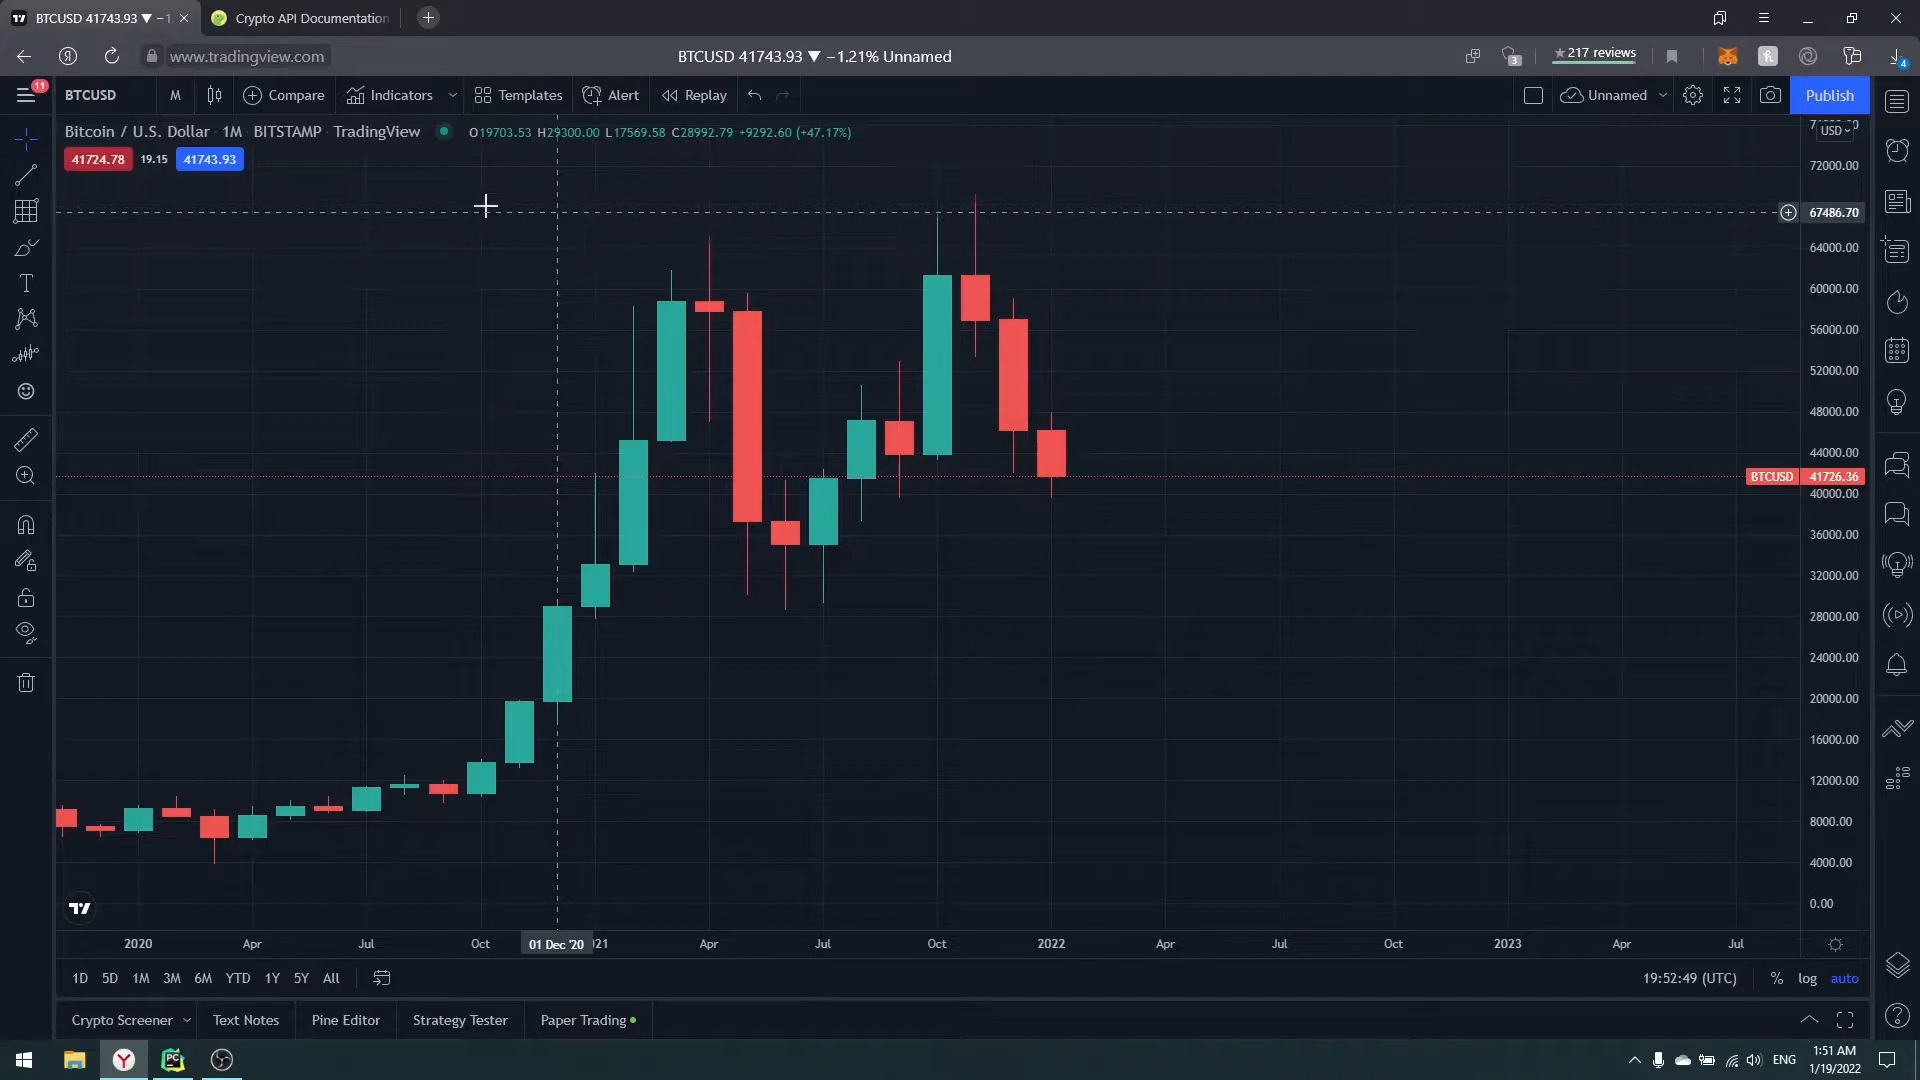 BTCUSD 41743.93 ▼ −1
Crypto API Documentation
www.tradingview.com
BTCUSD 41743.93 ▼ −1.21% Unnamed
3
★ 217 reviews
4
11
BTCUSD
M
Compare
Indicators
Templates
Alert
Replay
Unnamed
Publish
Bitcoin / U.S. Dollar · 1M · BITSTAMP · TradingView
O19703.53 H29300.00 L17569.58 C28992.79 +9292.60 (+47.17%)
USD
41724.78 19.15 41743.93
72000.00
67486.70
64000.00
60000.00
56000.00
52000.00
48000.00
44000.00
BTCUSD 41726.36
40000.00
36000.00
32000.00
28000.00
24000.00
20000.00
16000.00
12000.00
8000.00
4000.00
0.00
2020 Apr Jul Oct 01 Dec '20 Apr Jul Oct 2022 Apr Jul Oct 2023 Apr Jul
1D 5D 1M 3M 6M YTD 1Y 5Y All
19:52:49 (UTC) % log auto
Crypto Screener
Text Notes
Pine Editor
Strategy Tester
Paper Trading
PC
ENG
1:51 AM
1/19/2022